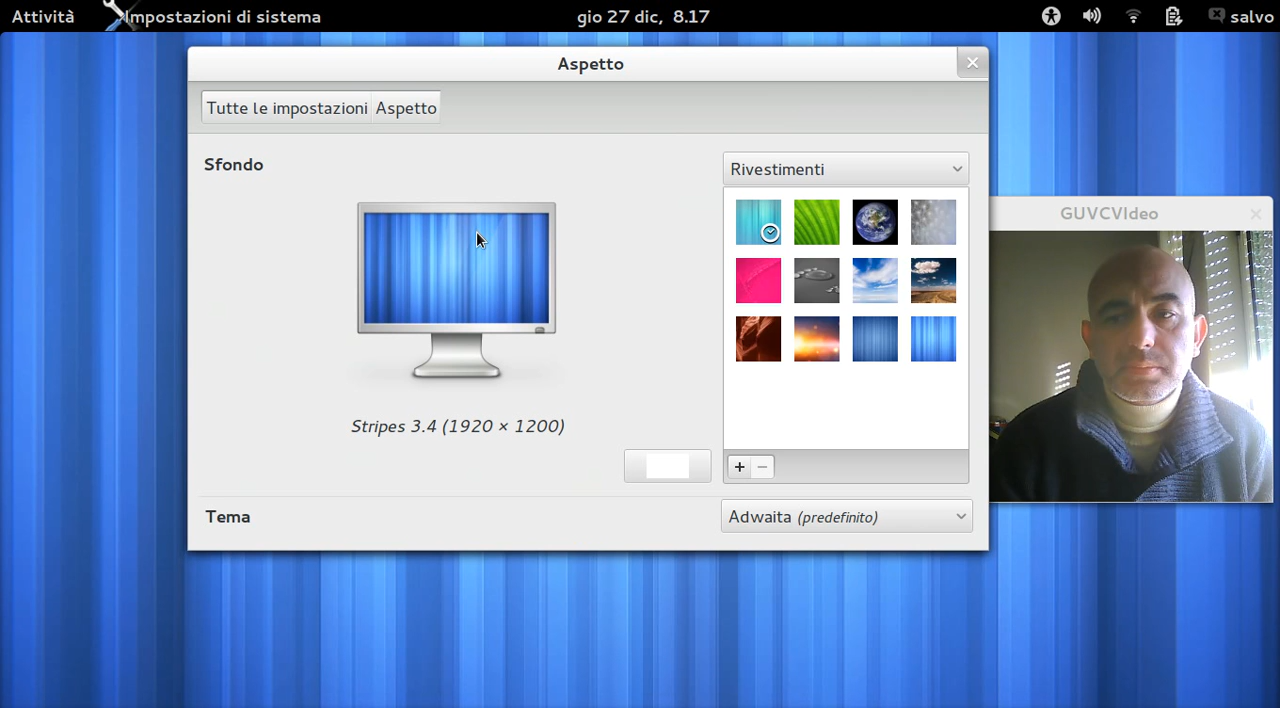 Attività Impostazioni di sistema gio 27 dic, 8.17 salvo
Aspetto
Tutte le impostazioni Aspetto
Sfondo
Rivestimenti
GUVCVIdeo
Stripes 3.4 (1920 × 1200)
+ −
Tema
Adwaita (predefinito)